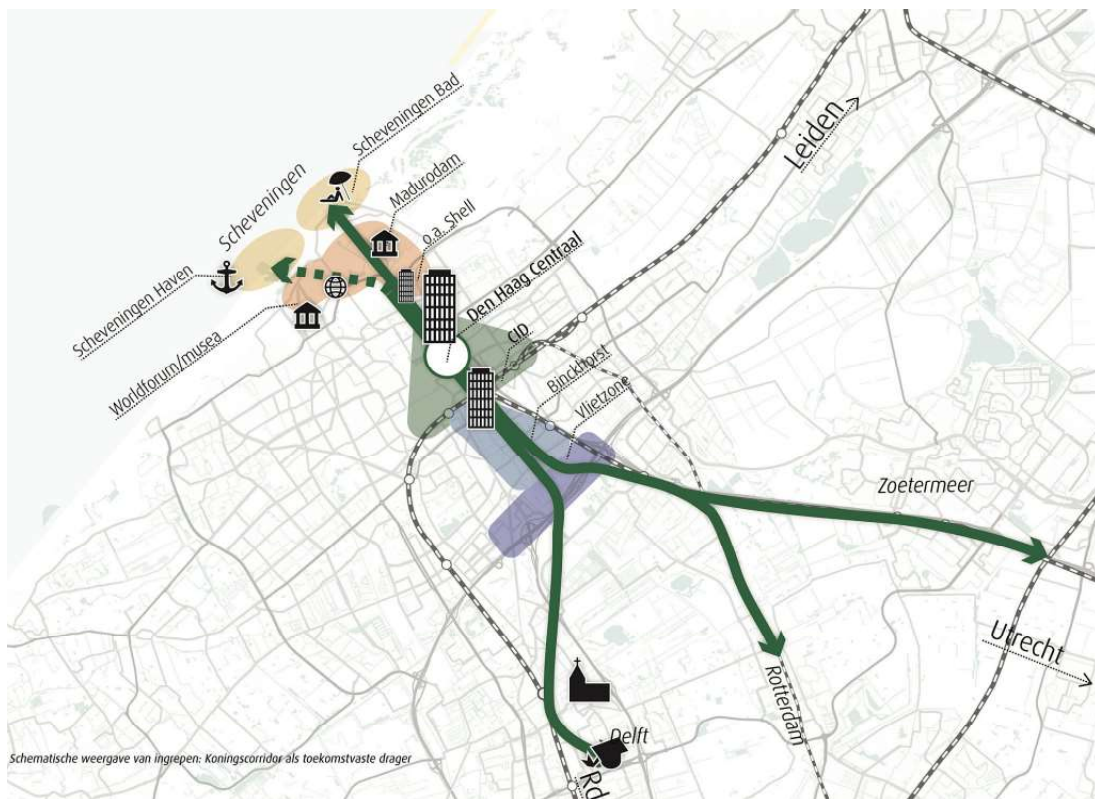 Scheveningen Bad
Scheveningen
Madurodam
o.a. Shell
Scheveningen Haven
Worldforum/musea
Den Haag Centraal
CID
Binckhorst
Vlietzone
Leiden
Zoetermeer
Utrecht
Rotterdam
Delft
Rd
Schematische weergave van ingrepen: Koningscorridor als toekomstvaste drager